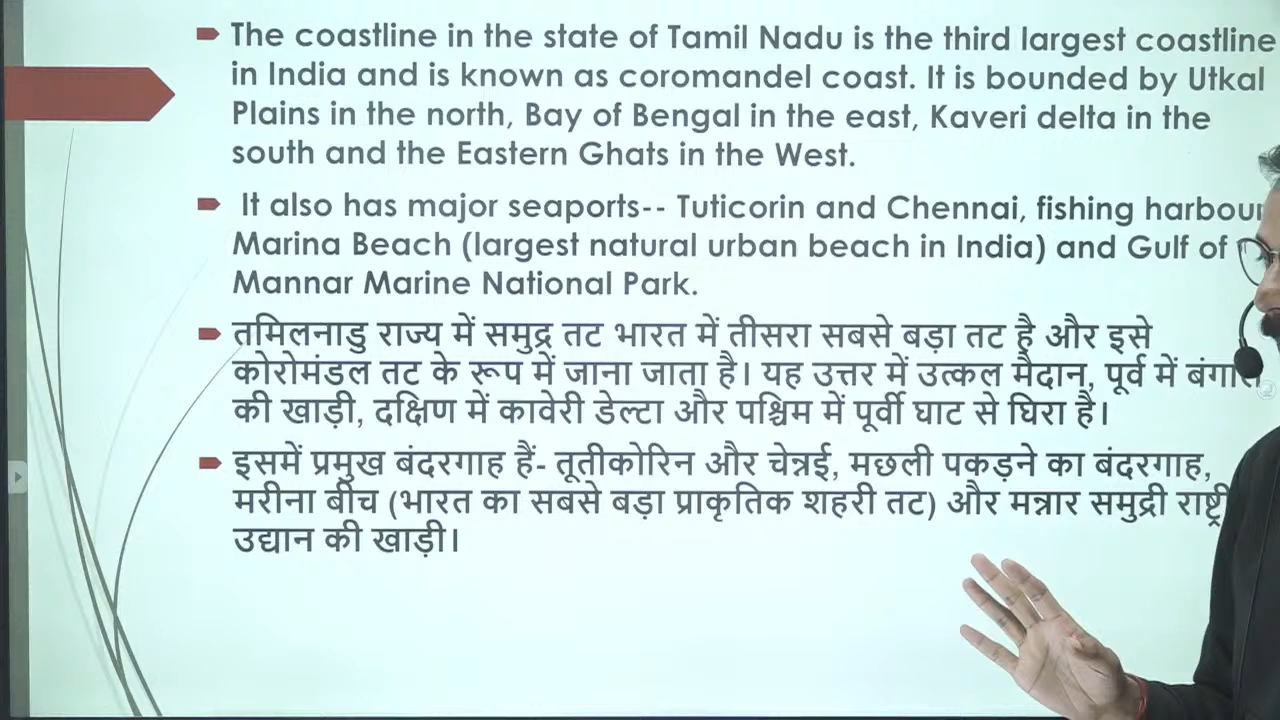 The coastline in the state of Tamil Nadu is the third largest coastline
in India and is known as coromandel coast. It is bounded by Utkal
Plains in the north, Bay of Bengal in the east, Kaveri delta in the
south and the Eastern Ghats in the West.
It also has major seaports-- Tuticorin and Chennai, fishing harbour
Marina Beach (largest natural urban beach in India) and Gulf of
Mannar Marine National Park.
तमिलनाडु राज्य में समुद्र तट भारत में तीसरा सबसे बड़ा तट है और इसे
कोरोमंडल तट के रूप में जाना जाता है। यह उत्तर में उत्कल मैदान, पूर्व में बंगाल
की खाड़ी, दक्षिण में कावेरी डेल्टा और पश्चिम में पूर्वी घाट से घिरा है।
इसमें प्रमुख बंदरगाह हैं- तूतीकोरिन और चेन्नई, मछली पकड़ने का बंदरगाह,
मरीना बीच (भारत का सबसे बड़ा प्राकृतिक शहरी तट) और मन्नार समुद्री
उद्यान की खाड़ी।